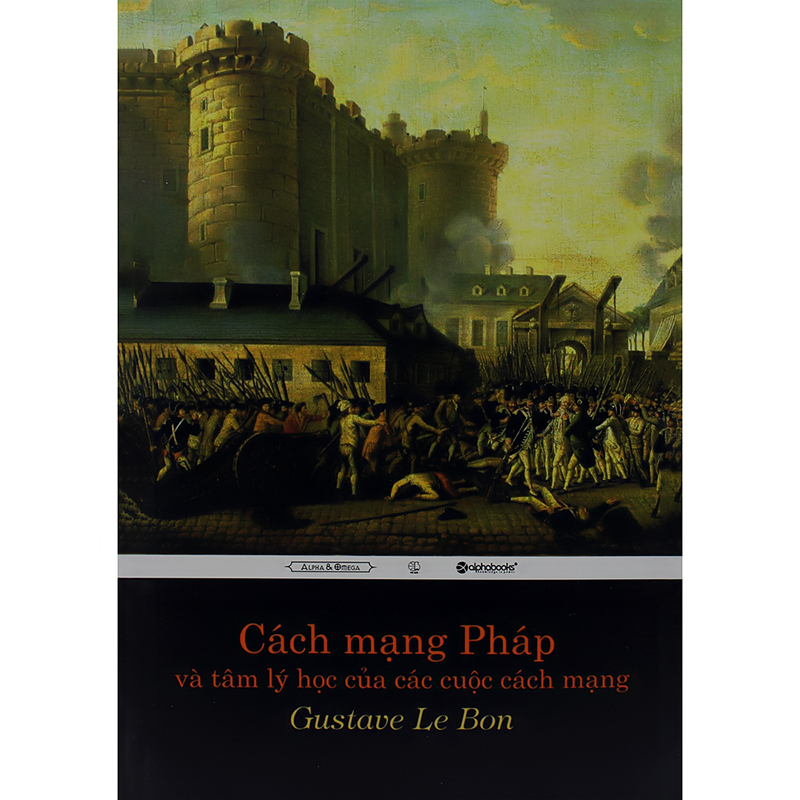 ALPHA & OMEGA
alphabooks
Cách mạng Pháp
và tâm lý học của các cuộc cách mạng
Gustave Le Bon